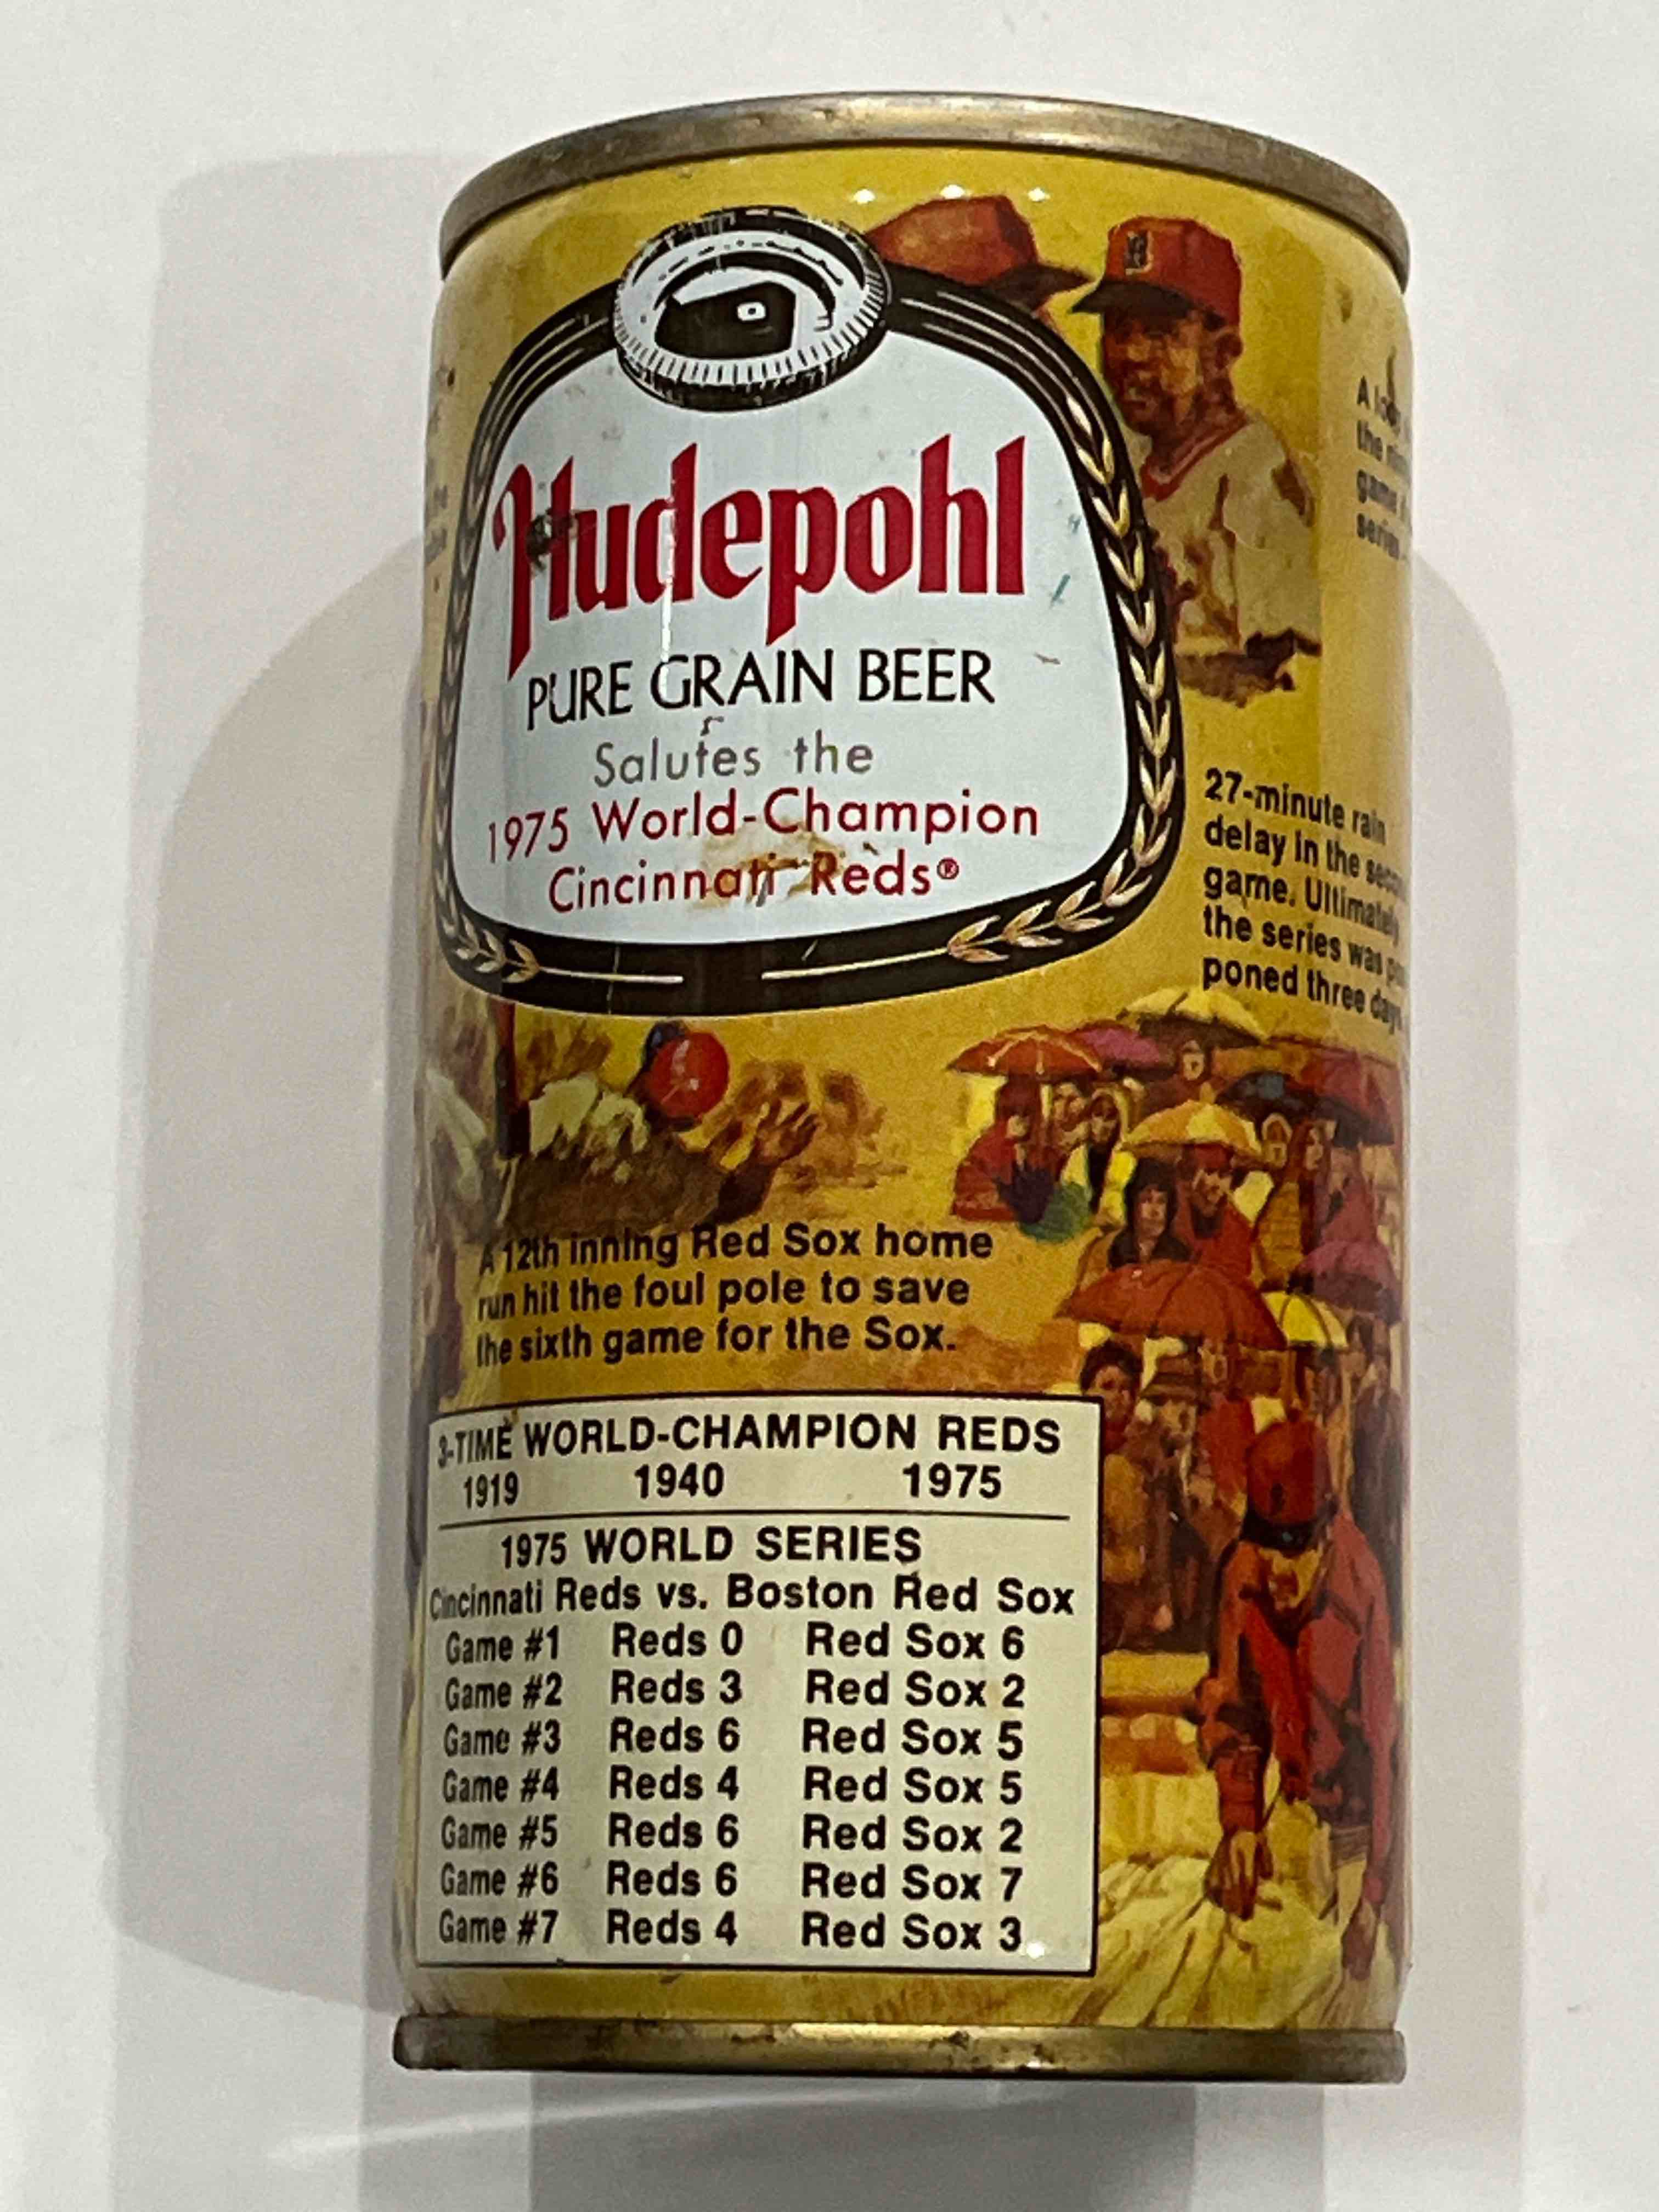 Hudepohl
PURE GRAIN BEER
Salutes the
1975 World-Champion
Cincinnati Reds®
A
the
game
series
27-minute rain
delay in the
game. Ultimately
the series was
poned three days
A 12th inning Red Sox home
run hit the foul pole to save
the sixth game for the Sox.
3-TIME WORLD-CHAMPION REDS
1919 1940 1975
1975 WORLD SERIES
Cincinnati Reds vs. Boston Red Sox
Game #1 Reds 0 Red Sox 6
Game #2 Reds 3 Red Sox 2
Game #3 Reds 6 Red Sox 5
Game #4 Reds 4 Red Sox 5
Game #5 Reds 6 Red Sox 2
Game #6 Reds 6 Red Sox 7
Game #7 Reds 4 Red Sox 3